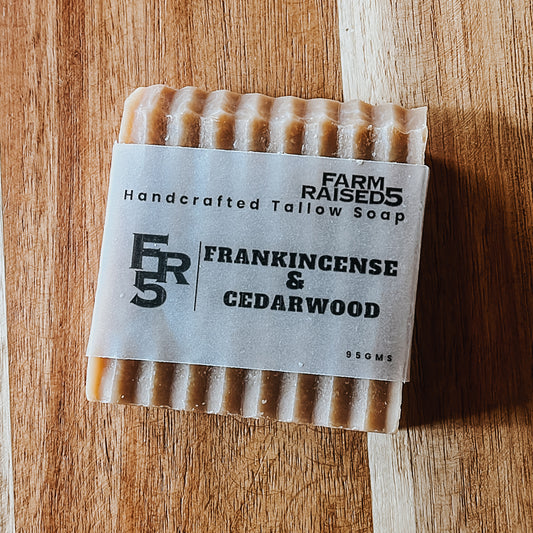 FARM
RAISED5
Handcrafted Tallow Soap
FR
5
FRANKINCENSE
&
CEDARWOOD
95GMS